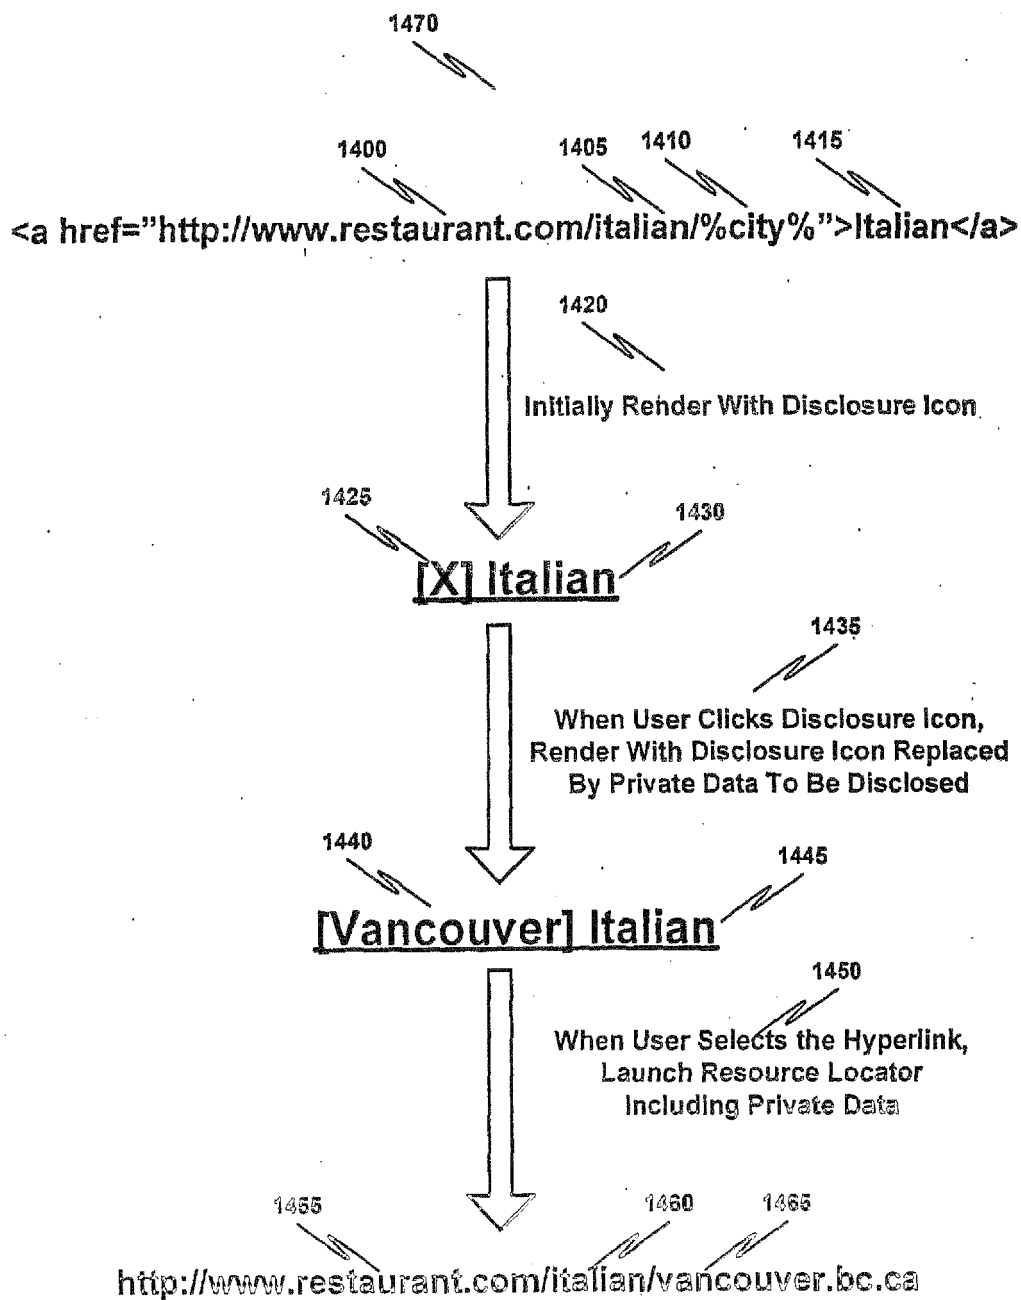 1470
1400 1405 1410 1415
<a href=”http://www.restaurant.com/italian/%city%”>Italian</a>
1420
Initially Render With Disclosure Icon
1425 1430
[X] Italian
1435
When User Clicks Disclosure Icon,
Render With Disclosure Icon Replaced
By Private Data To Be Disclosed
1440 1445
[Vancouver] Italian
1450
When User Selects the Hyperlink,
Launch Resource Locator
Including Private Data
1455 1460 1465
http://www.restaurant.com/italian/vancouver.bc.ca